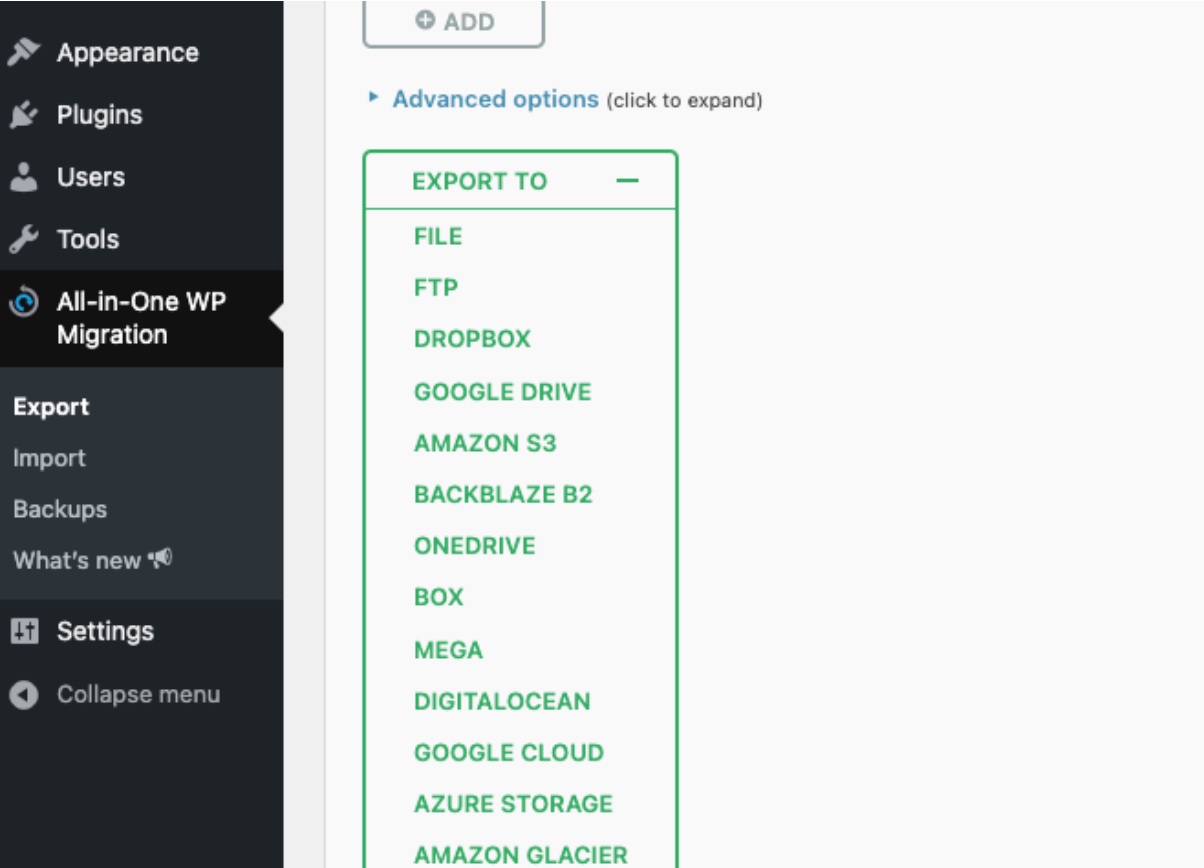 Appearance
Plugins
Users
Tools
All-in-One WP
Migration
Export
Import
Backups
What's new
Settings
Collapse menu
ADD
Advanced options (click to expand)
EXPORT TO
FILE
FTP
DROPBOX
GOOGLE DRIVE
AMAZON S3
BACKBLAZE B2
ONEDRIVE
BOX
MEGA
DIGITALOCEAN
GOOGLE CLOUD
AZURE STORAGE
AMAZON GLACIER